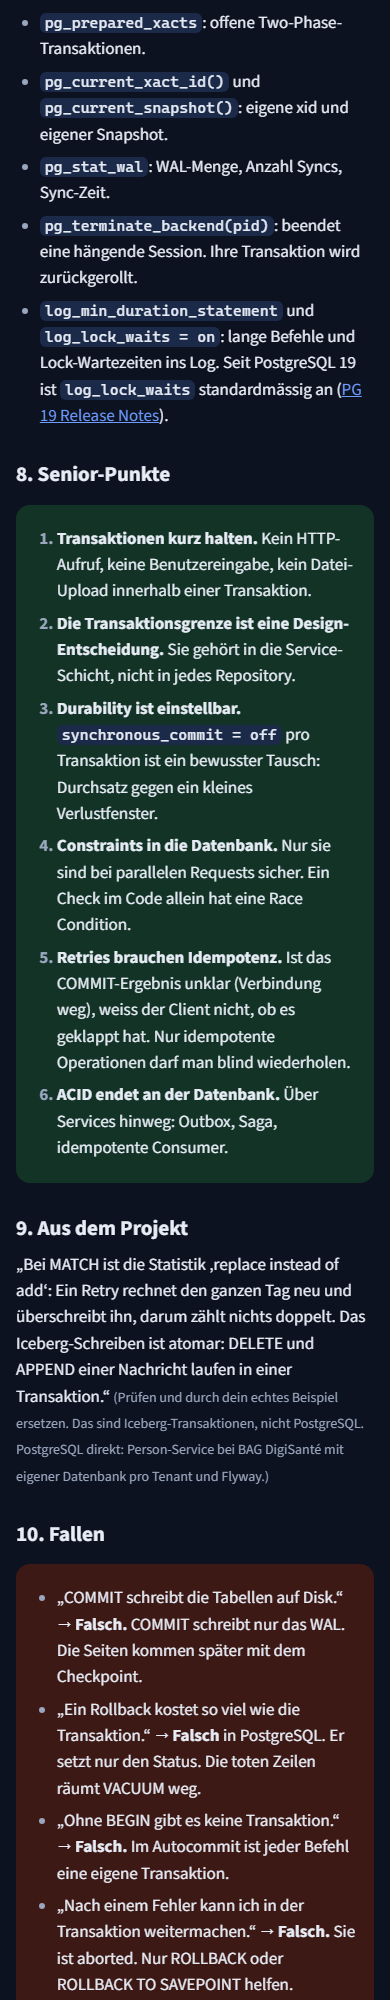 • pg_prepared_xacts: offene Two-Phase-
Transaktionen.
• pg_current_xact_id() und
pg_current_snapshot(): eigene xid und
eigener Snapshot.
• pg_stat_wal: WAL-Menge, Anzahl Syncs,
Sync-Zeit.
• pg_terminate_backend(pid): beendet
eine hängende Session. Ihre Transaktion wird
zurückgerollt.
• log_min_duration_statement und
log_lock_waits = on: lange Befehle und
Lock-Wartezeiten ins Log. Seit PostgreSQL 19
ist log_lock_waits standardmässig an (PG
19 Release Notes).
8. Senior-Punkte
1. Transaktionen kurz halten. Kein HTTP-
Aufruf, keine Benutzereingabe, kein Datei-
Upload innerhalb einer Transaktion.
2. Die Transaktionsgrenze ist eine Design-
Entscheidung. Sie gehört in die Service-
Schicht, nicht in jedes Repository.
3. Durability ist einstellbar.
synchronous_commit = off pro
Transaktion ist ein bewusster Tausch:
Durchsatz gegen ein kleines
Verlustfenster.
4. Constraints in die Datenbank. Nur sie
sind bei parallelen Requests sicher. Ein
Check im Code allein hat eine Race
Condition.
5. Retries brauchen Idempotenz. Ist das
COMMIT-Ergebnis unklar (Verbindung
weg), weiss der Client nicht, ob es
geklappt hat. Nur idempotente
Operationen darf man blind wiederholen.
6. ACID endet an der Datenbank. Über
Services hinweg: Outbox, Saga,
idempotente Consumer.
9. Aus dem Projekt
„Bei MATCH ist die Statistik ‚replace instead of
add‘: Ein Retry rechnet den ganzen Tag neu und
überschreibt ihn, darum zählt nichts doppelt. Das
Iceberg-Schreiben ist atomar: DELETE und
APPEND einer Nachricht laufen in einer
Transaktion.“ (Prüfen und durch dein echtes Beispiel
ersetzen. Das sind Iceberg-Transaktionen, nicht PostgreSQL.
PostgreSQL direkt: Person-Service bei BAG DigiSanté mit
eigener Datenbank pro Tenant und Flyway.)
10. Fallen
• „COMMIT schreibt die Tabellen auf Disk.“
→ Falsch. COMMIT schreibt nur das WAL.
Die Seiten kommen später mit dem
Checkpoint.
• „Ein Rollback kostet so viel wie die
Transaktion.“ → Falsch in PostgreSQL. Er
setzt nur den Status. Die toten Zeilen
räumt VACUUM weg.
• „Ohne BEGIN gibt es keine Transaktion.“
→ Falsch. Im Autocommit ist jeder Befehl
eine eigene Transaktion.
• „Nach einem Fehler kann ich in der
Transaktion weitermachen.“ → Falsch. Sie
ist aborted. Nur ROLLBACK oder
ROLLBACK TO SAVEPOINT helfen.